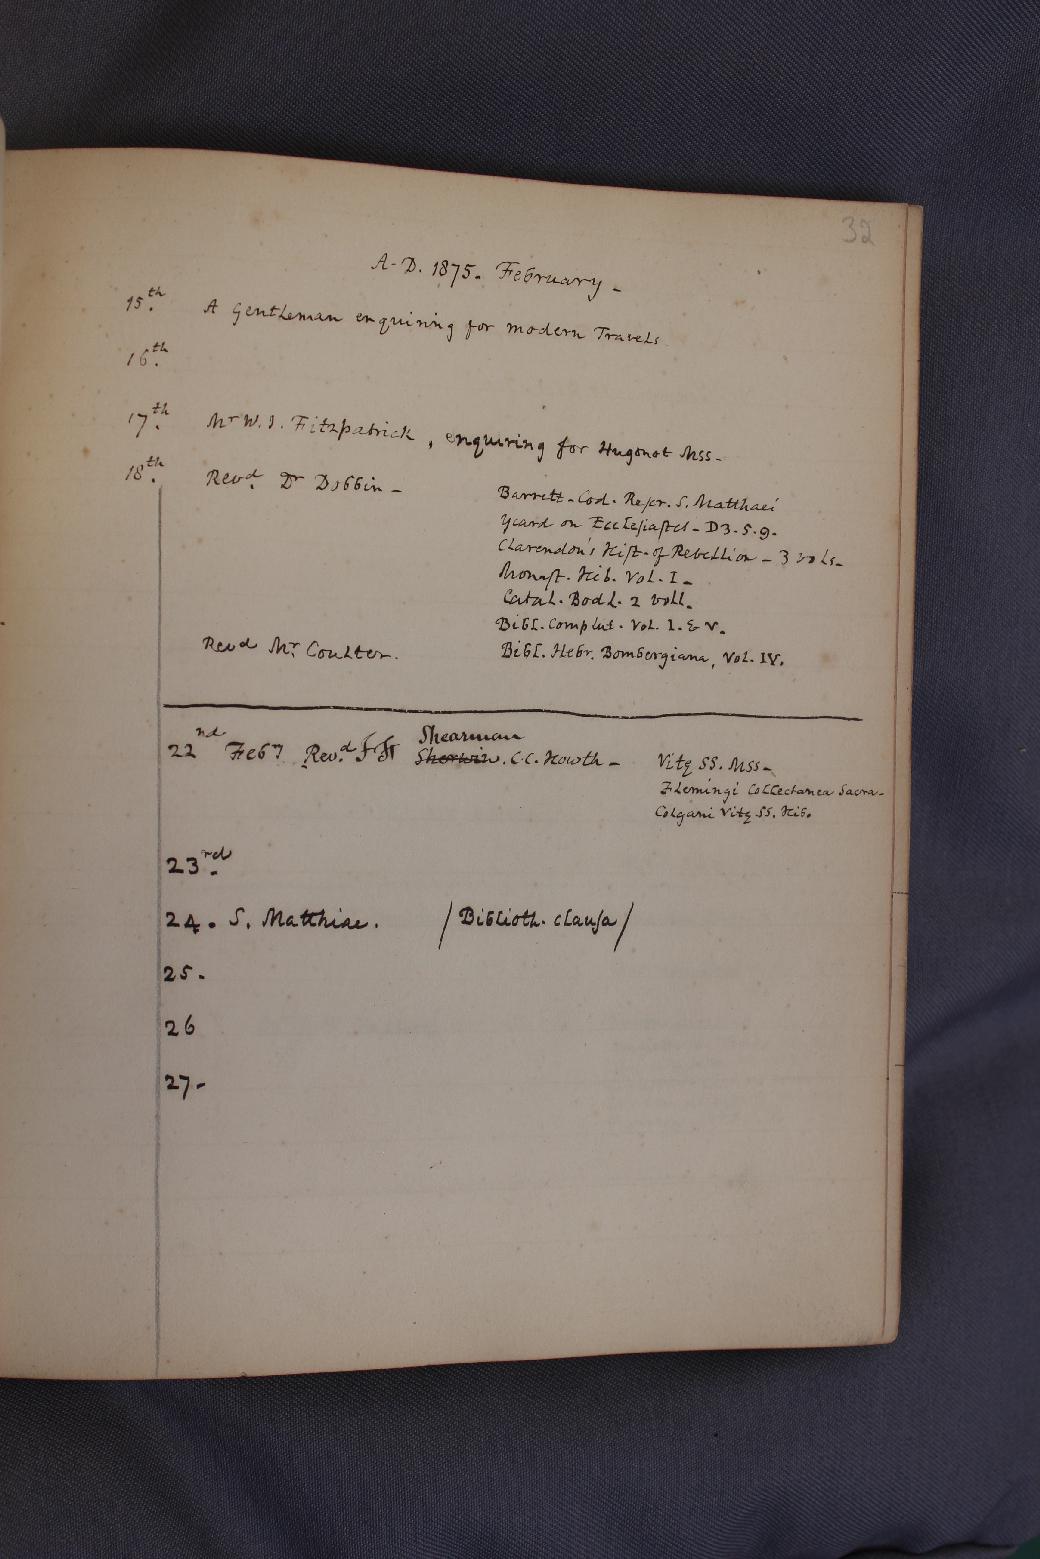 32
A.D. 1875. February -
15th. A Gentleman enquiring for modern Travels.
16th.
17th. Mr W. J. Fitzpatrick, enquiring for Hugonot Mss -
18th. Revd. Dr Dobbin - Barrett. Cod. Rescr. S. Matthaei
Yeard on Ecclesiastes - D3.5.9.
Clarendon's Hist. of Rebellion - 3 vols -
Monast. Hib. Vol. I -
Catal. Bodl. 2 voll.
Bibl. Complut. Vol. I. & V.
Revd Mr. Coulter. Bibl. Hebr. Bombergiana, Vol. IV.
Shearman
22nd Feby Revd. J. F. Sherwin. C.C. Howth - Vitę SS. Mss -
Flemingi Collectanea Sacra -
Colgani Vitę SS. Hib.
23rd.
24. S. Matthiae. / Biblioth. clausa /
25.
26
27 -